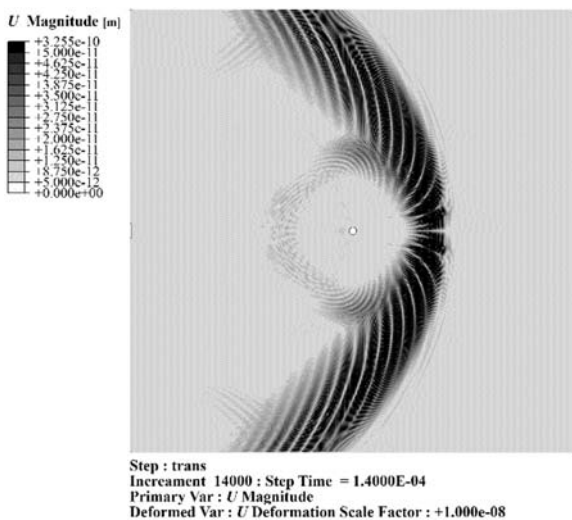 U Magnitude [m]
+3.255e-10
+5.000e-11
+4.625e-11
+4.250e-11
+3.875e-11
+3.500e-11
+3.125e-11
+2.750e-11
+2.375e-11
+2.000e-11
+1.625e-11
+1.250e-11
+8.750e-12
+5.000e-12
+0.000e+00
Step : trans
Increament 14000 : Step Time = 1.4000E-04
Primary Var : U Magnitude
Deformed Var : U Deformation Scale Factor : +1.000e-08